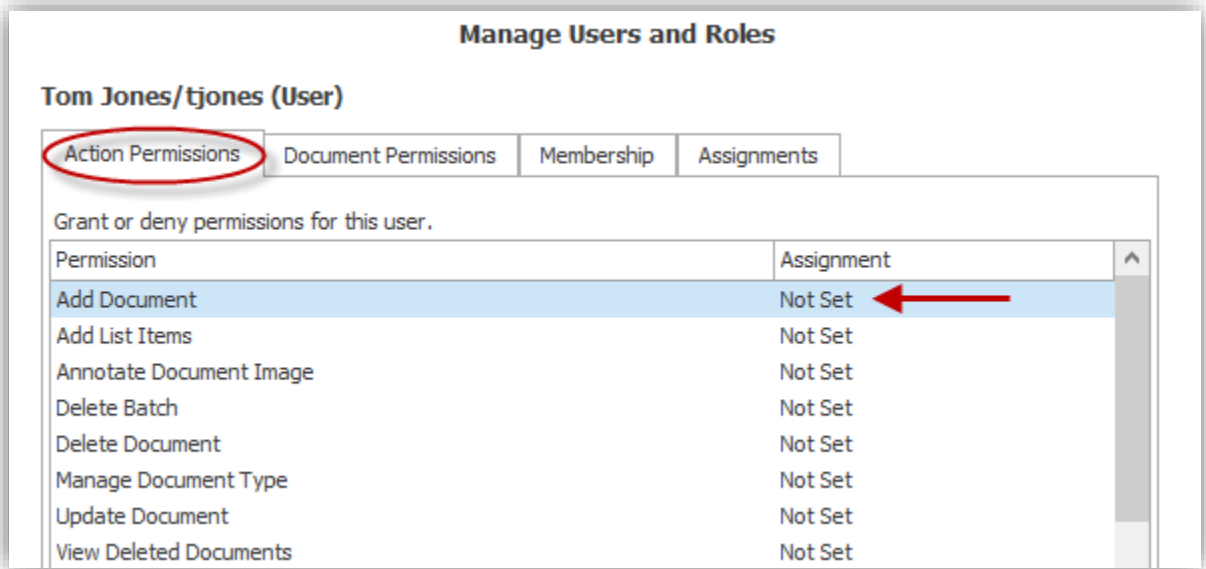 Manage Users and Roles
Tom Jones/tjones (User)
Action Permissions Document Permissions Membership Assignments
Grant or deny permissions for this user.
Permission Assignment
Add Document Not Set
Add List Items Not Set
Annotate Document Image Not Set
Delete Batch Not Set
Delete Document Not Set
Manage Document Type Not Set
Update Document Not Set
View Deleted Documents Not Set